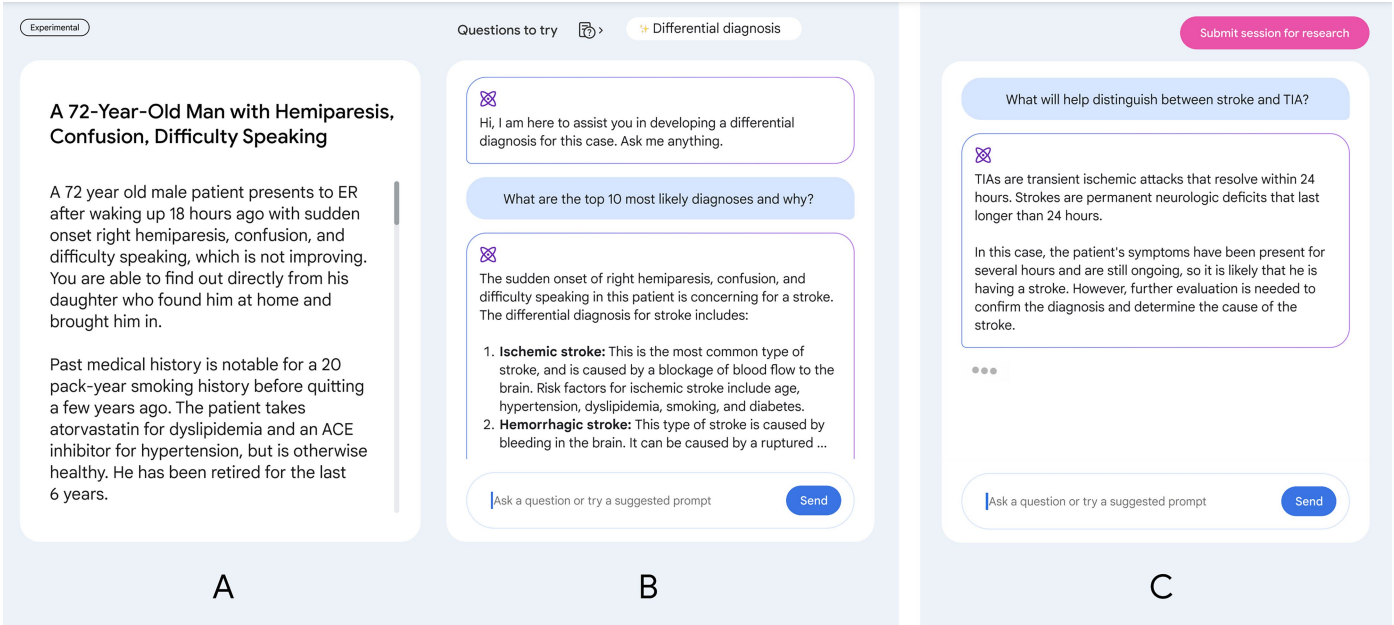 Experimental
Questions to try
Differential diagnosis
Submit session for research
A 72-Year-Old Man with Hemiparesis,
Confusion, Difficulty Speaking
A 72 year old male patient presents to ER
after waking up 18 hours ago with sudden
onset right hemiparesis, confusion, and
difficulty speaking, which is not improving.
You are able to find out directly from his
daughter who found him at home and
brought him in.
Past medical history is notable for a 20
pack-year smoking history before quitting
a few years ago. The patient takes
atorvastatin for dyslipidemia and an ACE
inhibitor for hypertension, but is otherwise
healthy. He has been retired for the last
6 years.
A
Hi, I am here to assist you in developing a differential
diagnosis for this case. Ask me anything.
What are the top 10 most likely diagnoses and why?
The sudden onset of right hemiparesis, confusion, and
difficulty speaking in this patient is concerning for a stroke.
The differential diagnosis for stroke includes:
1. Ischemic stroke: This is the most common type of
stroke, and is caused by a blockage of blood flow to the
brain. Risk factors for ischemic stroke include age,
hypertension, dyslipidemia, smoking, and diabetes.
2. Hemorrhagic stroke: This type of stroke is caused by
bleeding in the brain. It can be caused by a ruptured ...
Ask a question or try a suggested prompt
Send
B
What will help distinguish between stroke and TIA?
TIAs are transient ischemic attacks that resolve within 24
hours. Strokes are permanent neurologic deficits that last
longer than 24 hours.
In this case, the patient's symptoms have been present for
several hours and are still ongoing, so it is likely that he is
having a stroke. However, further evaluation is needed to
confirm the diagnosis and determine the cause of the
stroke.
Ask a question or try a suggested prompt
Send
C